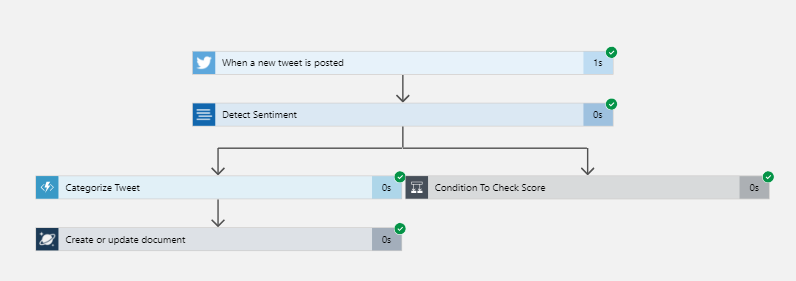 When a new tweet is posted 1s
Detect Sentiment 0s
Categorize Tweet 0s
Condition To Check Score 0s
Create or update document 0s